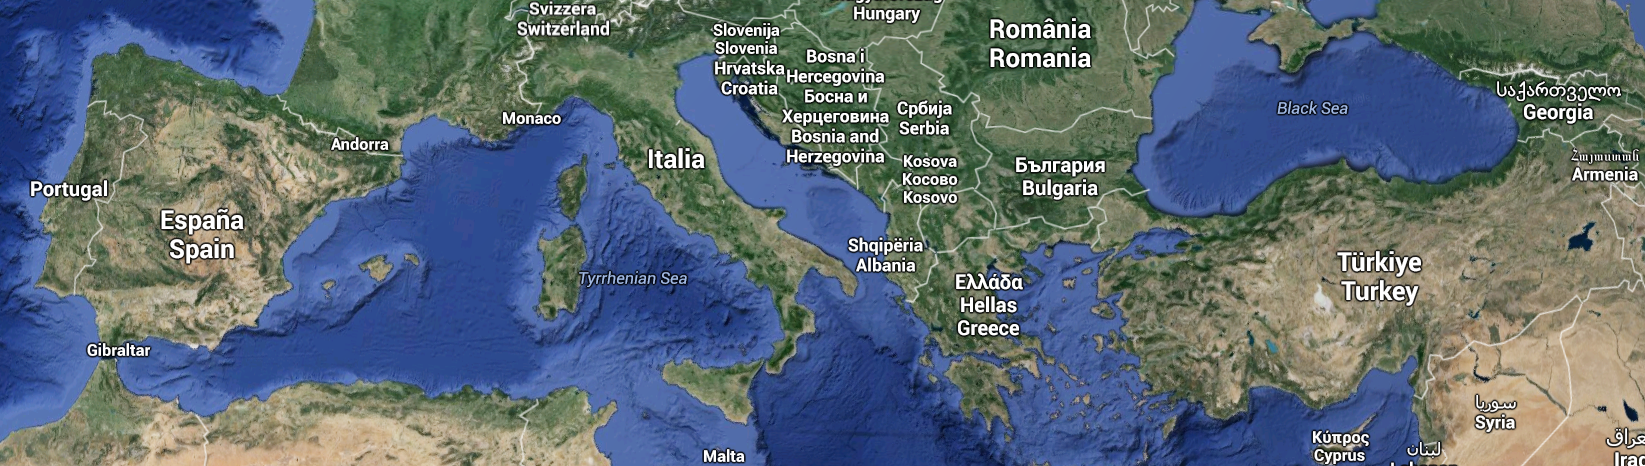 Svizzera
Switzerland
Hungary
Slovenija
Slovenia
Hrvatska
Croatia
Bosna i
Hercegovina
Босна и
Херцеговина
Bosnia and
Herzegovina
România
Romania
Србија
Serbia
Black Sea
საქართველო
Georgia
Monaco
Andorra
Italia
Kosova
Косово
Kosovo
България
Bulgaria
Հայաստան
Armenia
Portugal
España
Spain
Shqipëria
Albania
Tyrrhenian Sea
Ελλάδα
Hellas
Greece
Türkiye
Turkey
Gibraltar
سوريا
Syria
Κύπρος
Cyprus
لبنان
Malta